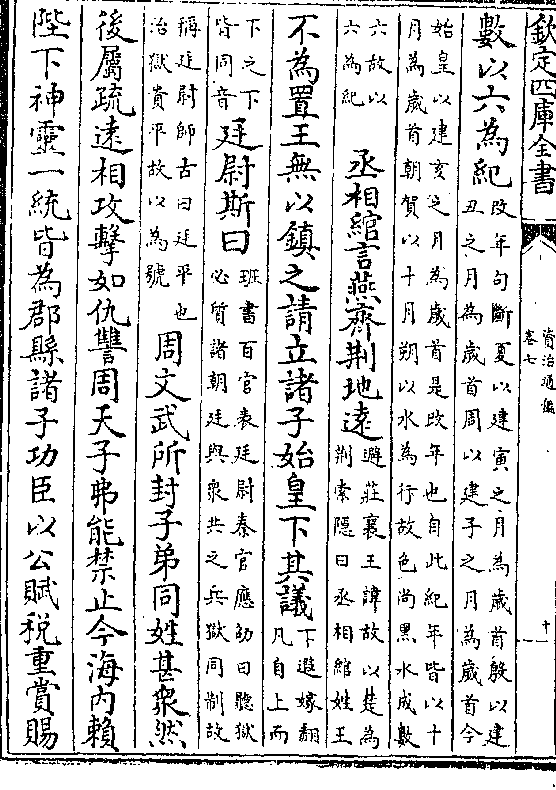 欽定四庫全書
資治通鑑
卷七
十一
數以六為紀
改年句斷夏以建寅之月為歲首殷以建
丑之月為歲首周以建子之月為歲首今
始皇以建亥之月為歲首是改年也自此紀年皆以十
月為歲首朝賀以十月朔以水為行故色尚黑水成數
六故以
六為紀
丞相綰言燕齊荆地遠
避莊襄王諱故以楚為
荆索隱曰丞相綰姓王
不為置王無以鎮之請立諸子始皇下其議
下遐嫁翻
凡自上而
下之下
皆同音
廷尉斯曰
班書百官表廷尉秦官應劭曰聽獄
必質諸朝廷與衆共之兵獄同制故
稱廷尉師古曰廷平也
治獄貴平故以為號
周文武所封子弟同姓甚衆然
後屬疏遠相攻擊如仇讐周天子弗能禁止今海内賴
陛下神靈一統皆為郡縣諸子功臣以公賦税重賞賜